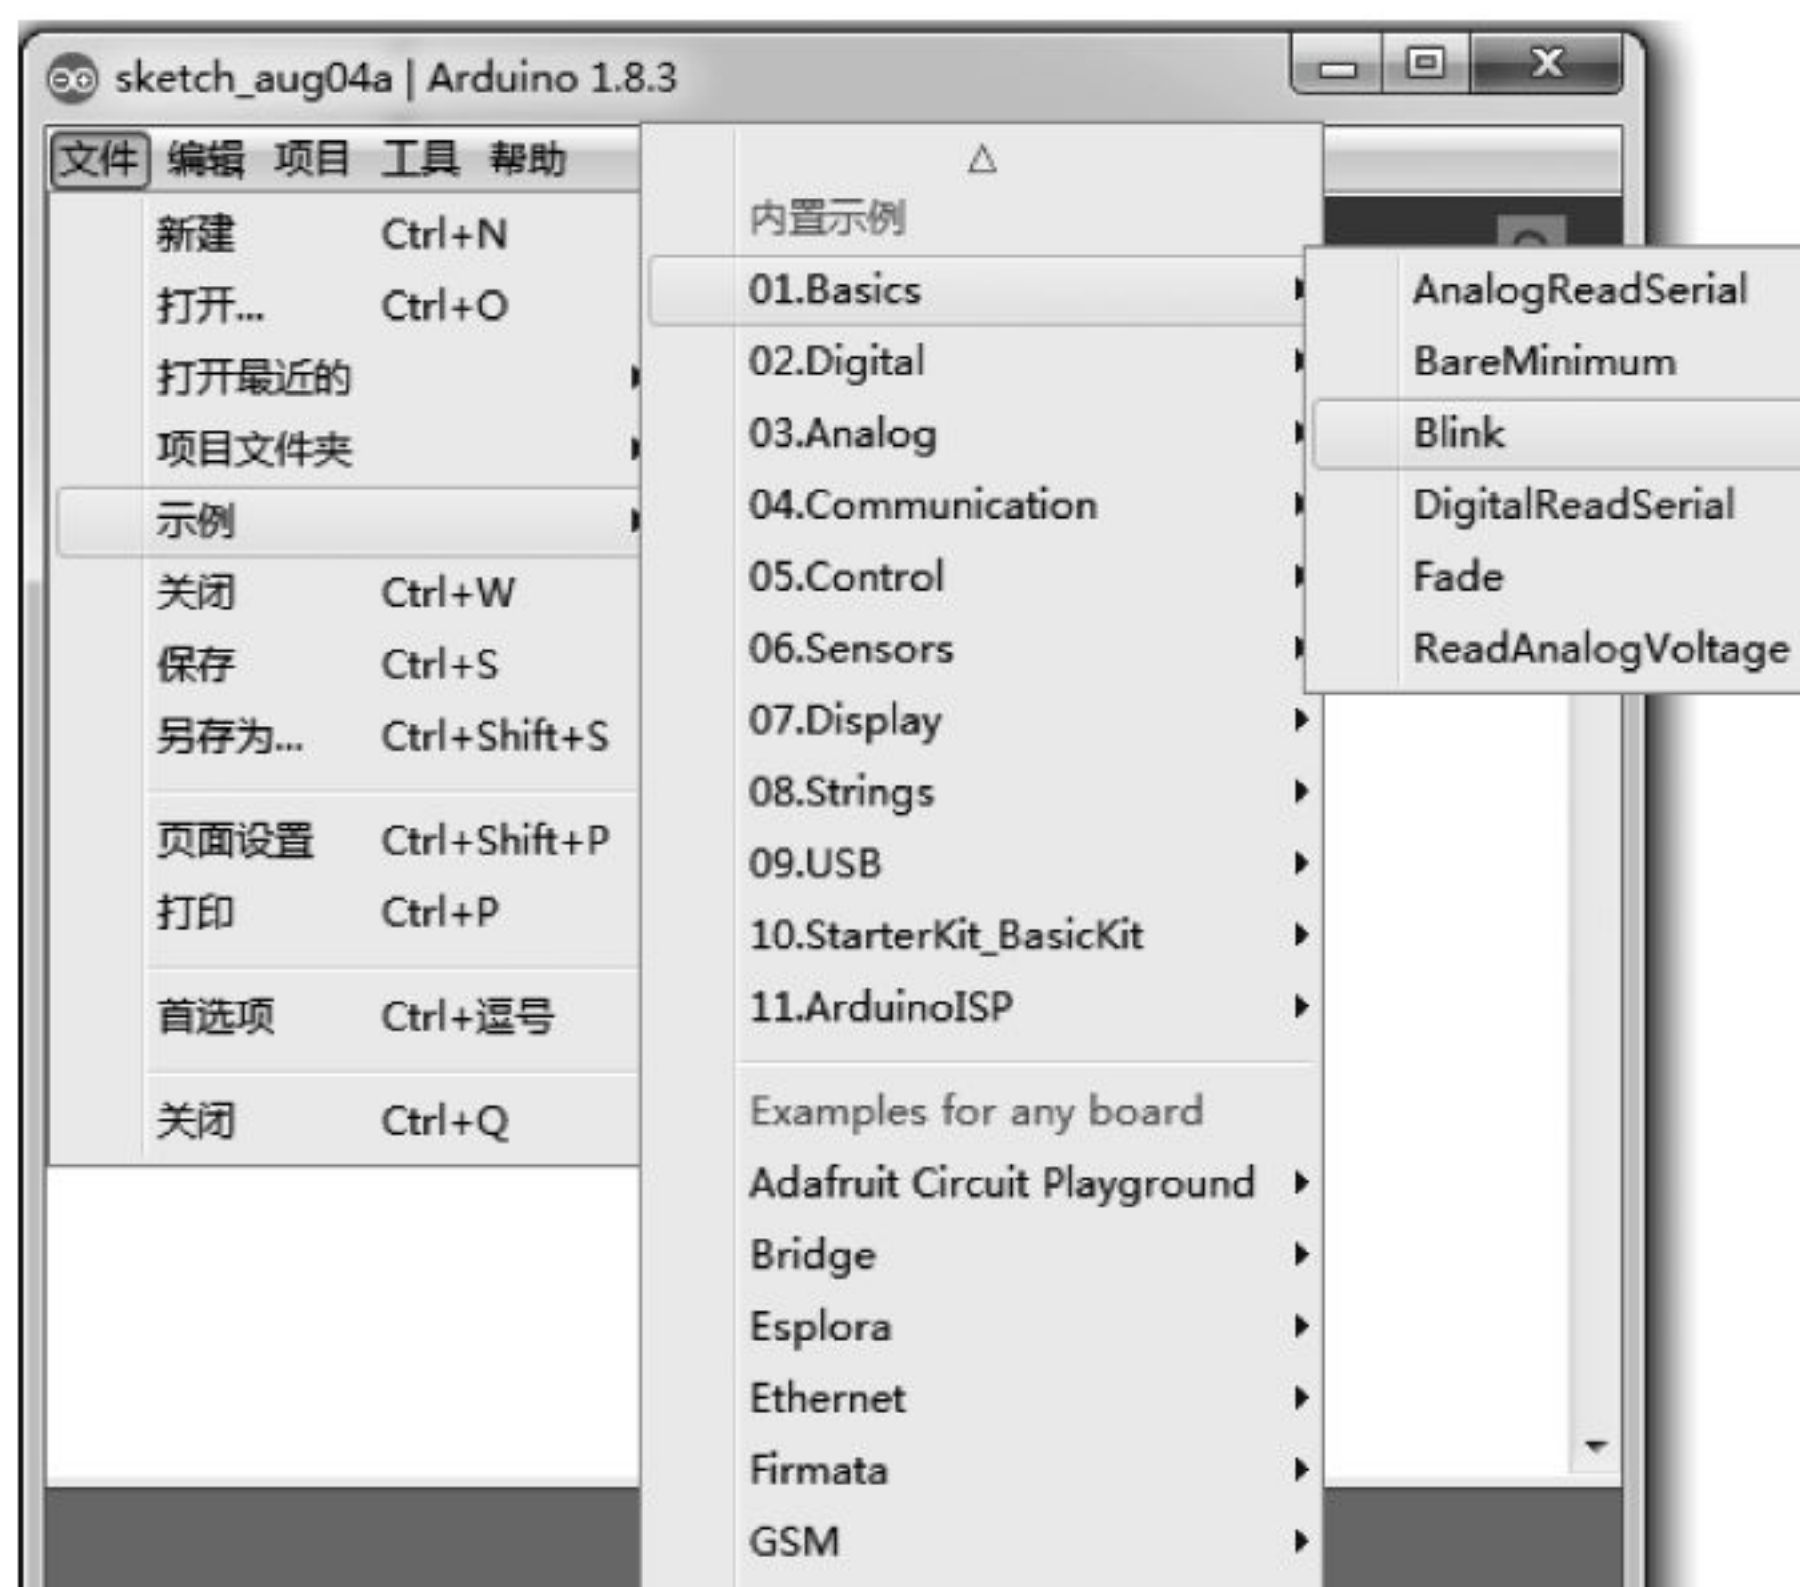 sketch_aug04a | Arduino 1.8.3
文件 编辑 项目 工具 帮助
新建 Ctrl+N
打开... Ctrl+O
打开最近的
项目文件夹
示例
关闭 Ctrl+W
保存 Ctrl+S
另存为... Ctrl+Shift+S
页面设置 Ctrl+Shift+P
打印 Ctrl+P
首选项 Ctrl+逗号
关闭 Ctrl+Q
内置示例
01.Basics
02.Digital
03.Analog
04.Communication
05.Control
06.Sensors
07.Display
08.Strings
09.USB
10.StarterKit_BasicKit
11.ArduinoISP
Examples for any board
Adafruit Circuit Playground
Bridge
Esplora
Ethernet
Firmata
GSM
AnalogReadSerial
BareMinimum
Blink
DigitalReadSerial
Fade
ReadAnalogVoltage